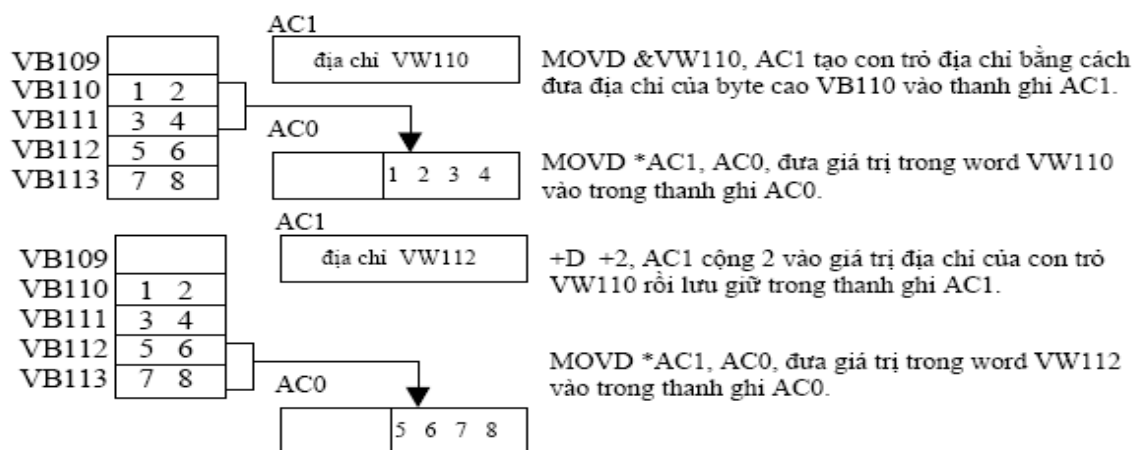 AC1
VB109
địa chỉ VW110
VB110 1 2
VB111 3 4
VB112 5 6
VB113 7 8
MOVD &VW110, AC1 tạo con trỏ địa chỉ bằng cách
đưa địa chỉ của byte cao VB110 vào thanh ghi AC1.
AC0
1 2 3 4
MOVD *AC1, AC0, đưa giá trị trong word VW110
vào trong thanh ghi AC0.
AC1
VB109
địa chỉ VW112
VB110 1 2
VB111 3 4
VB112 5 6
VB113 7 8
+D +2, AC1 cộng 2 vào giá trị địa chỉ của con trỏ
VW110 rồi lưu giữ trong thanh ghi AC1.
AC0
5 6 7 8
MOVD *AC1, AC0, đưa giá trị trong word VW112
vào trong thanh ghi AC0.